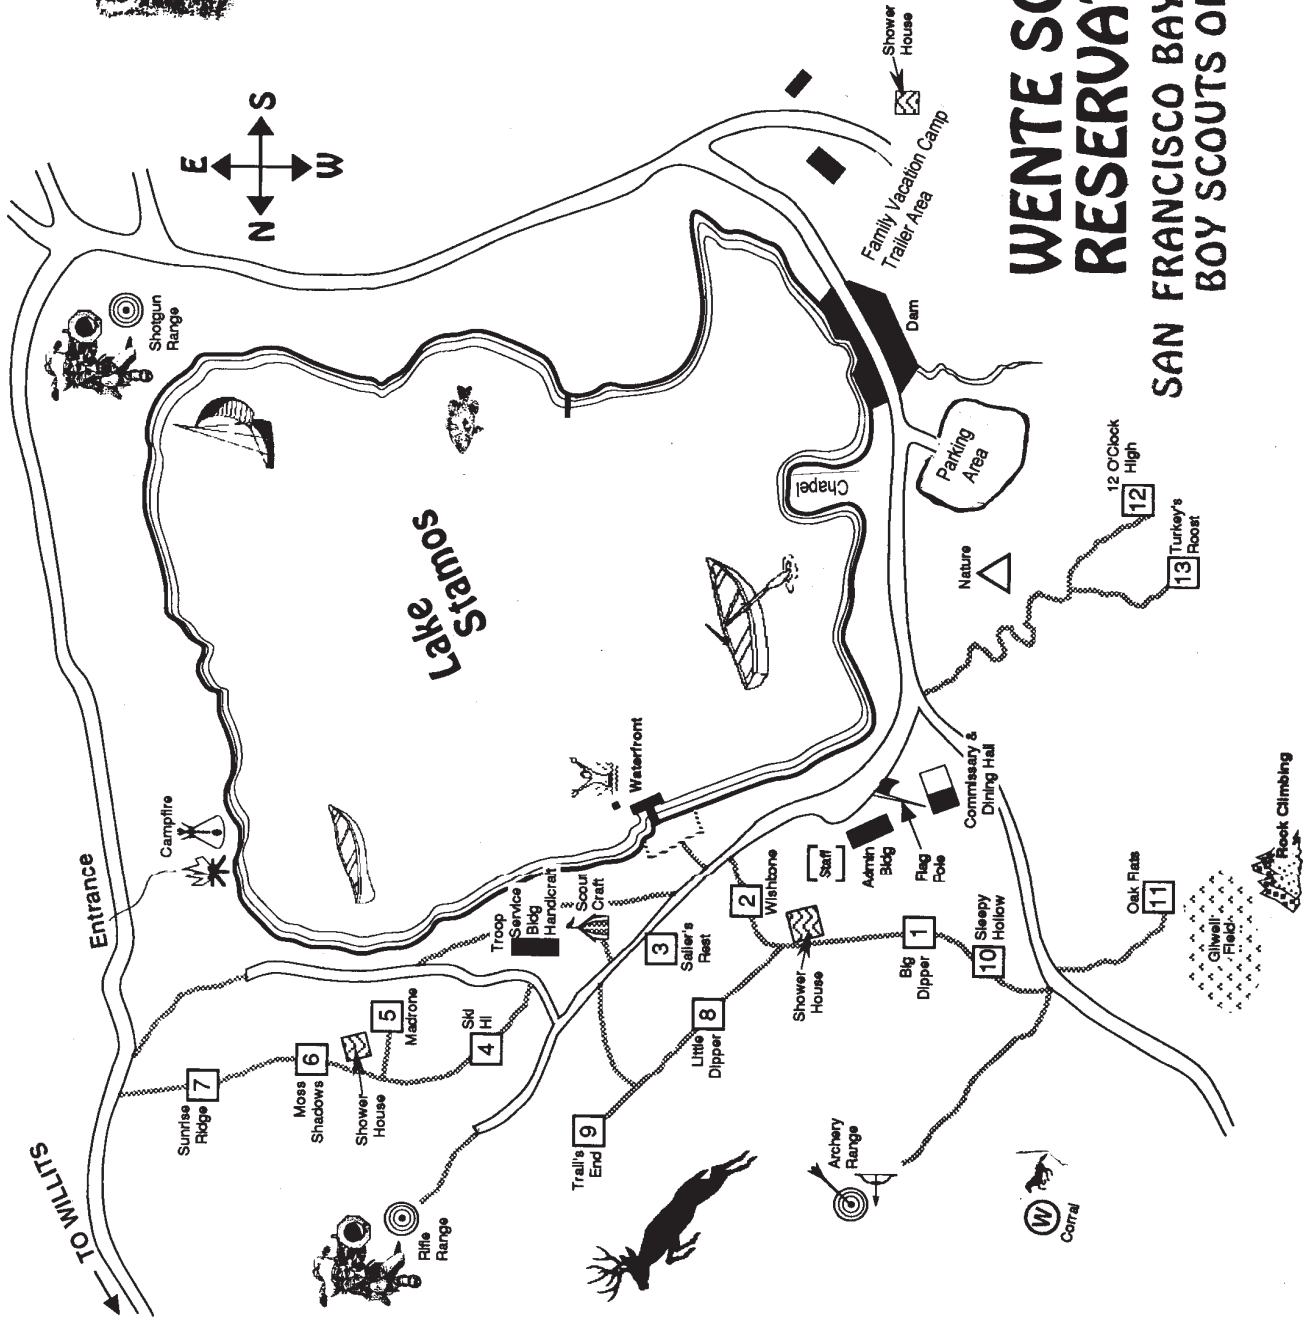 TO WILLITS
Entrance
Campfire
Shotgun
Range
E
N
S
W
Sunrise
Ridge
7
Moss
Shadows
6
Shower
House
5
Madrone
Ski
Hi
4
Lake
Stamos
Rifle
Range
Troop
Service
Bldg
Handicraft
Scout
Craft
Waterfront
Trail's
End
9
3
Sailer's
Rest
Little
Dipper
8
2
Wishbone
Shower
House
Staff
Chapel
Archery
Range
Big
Dipper
1
Admin
Bldg
Flag
Pole
Family Vacation Camp
Trailer Area
Shower
House
Dam
Parking
Area
10
Sleepy
Hollow
Commissary &
Dining Hall
Nature
W
Corral
Oak Flats
11
12 O'Clock
High
12
13
Turkey's
Roost
Gilwell
Field
Rock Climbing
WENTE SC
RESERVAT
SAN FRANCISCO BAY
BOY SCOUTS OF